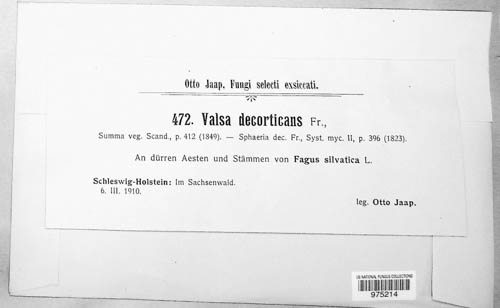 Otto Jaap, Fungi selecti exsiccati.
472. Valsa decorticans Fr.,
Summa veg. Scand., p. 412 (1849). — Sphaeria dec. Fr., Syst. myc. II, p. 396 (1823).
An dürren Aesten und Stämmen von Fagus silvatica L.
Schleswig-Holstein: Im Sachsenwald.
6. III. 1910.
leg. Otto Jaap.
US NATIONAL FUNGUS COLLECTIONS
975214